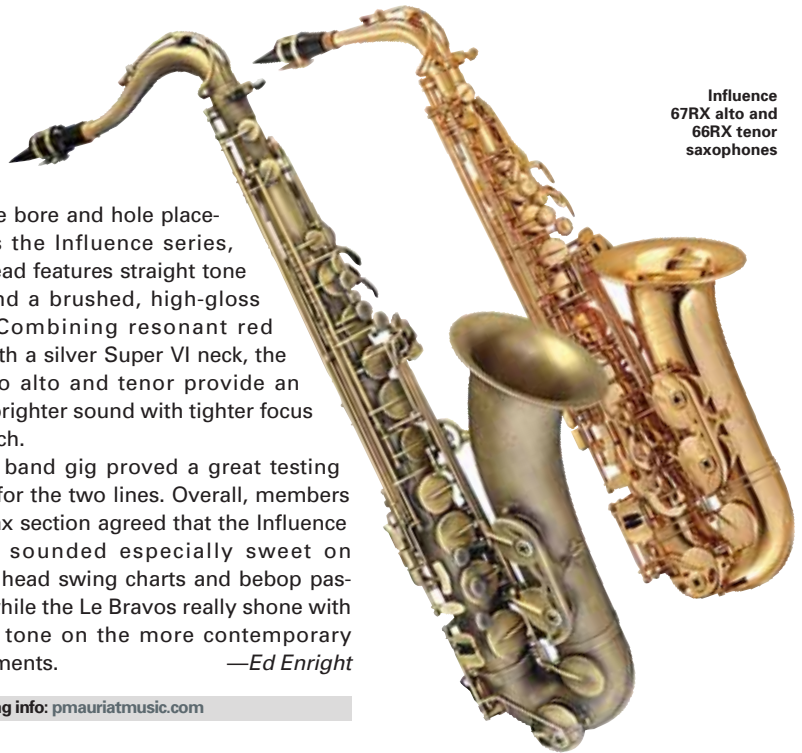 Influence
67RX alto and
66RX tenor
saxophones
e bore and hole place-
s the Influence series,
ead features straight tone
nd a brushed, high-gloss
Combining resonant red
th a silver Super VI neck, the
o alto and tenor provide an
brighter sound with tighter focus
ch.
band gig proved a great testing
for the two lines. Overall, members
ax section agreed that the Influence
sounded especially sweet on
head swing charts and bebop pas-
while the Le Bravos really shone with
tone on the more contemporary
ments. —Ed Enright
ng info: pmauriatmusic.com